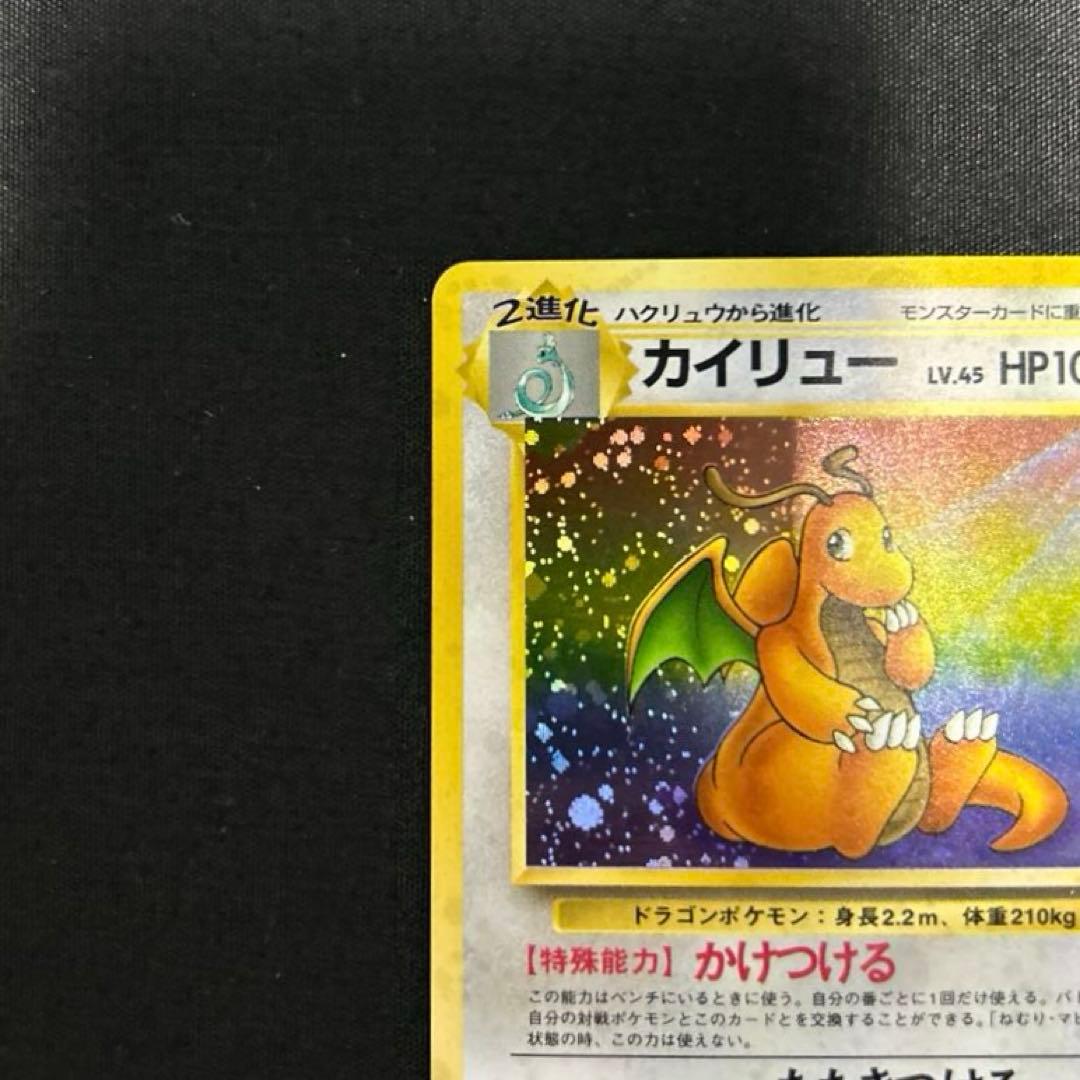 2進化 ハクリュウから進化 モンスターカードに重
カイリュー LV.45 HP10
ドラゴンポケモン:身長2.2m、体重210kg
【特殊能力】 かけつける
この能力はベンチにいるときに使う。自分の番ごとに1回だけ使える。バト
自分の対戦ポケモンとこのカードとを交換することができる。「ねむり・マヒ
状態の時、この力は使えない。